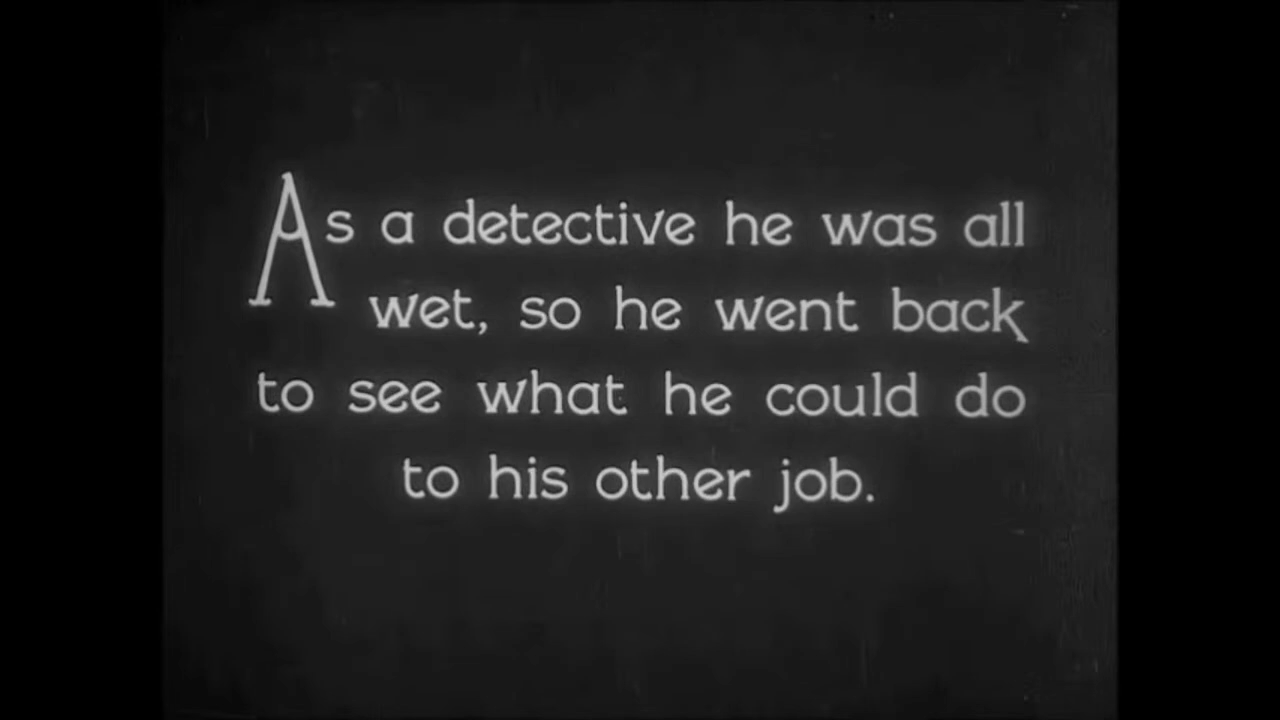 As a detective he was all
wet, so he went back
to see what he could do
to his other job.